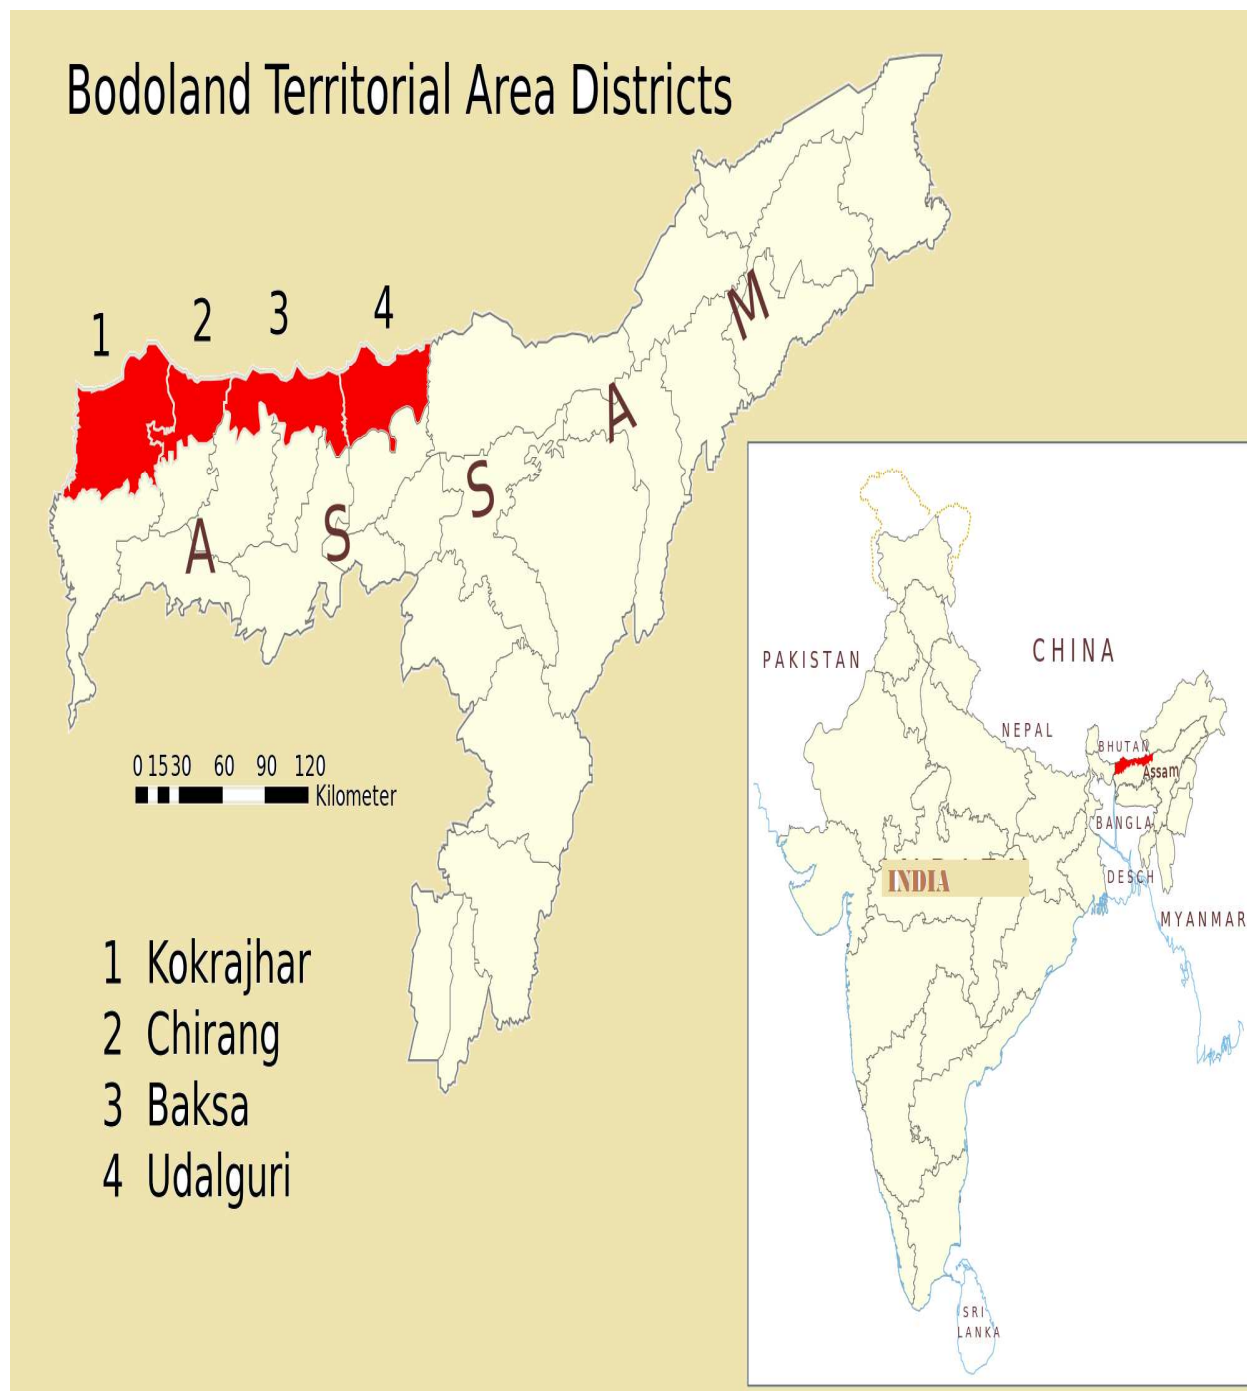 Bodoland Territorial Area Districts
1 2 3 4
A S S A M
0 15 30 60 90 120
Kilometer
1 Kokrajhar
2 Chirang
3 Baksa
4 Udalguri
PAKISTAN
CHINA
NEPAL
BHUTAN
Assam
BANGLA
DESCH
INDIA
MYANMAR
SRI
LANKA